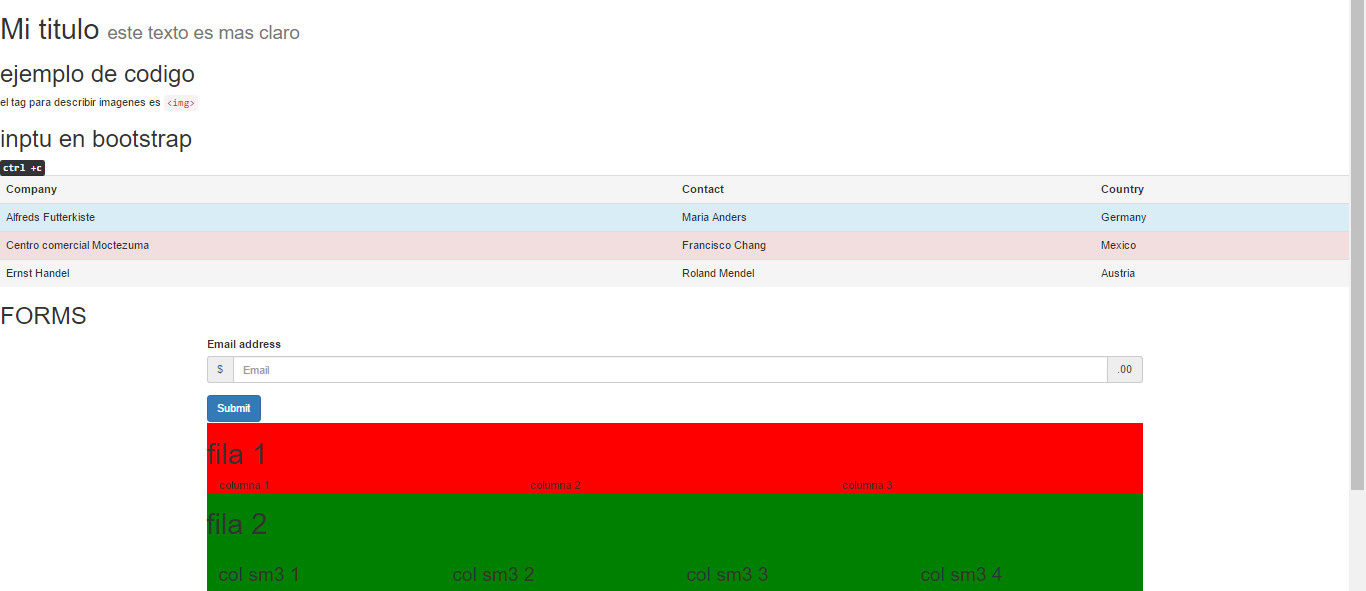 Mi titulo este texto es mas claro
ejemplo de codigo
el tag para describir imagenes es <img>
inptu en bootstrap
ctrl +c
Company Contact Country
Alfreds Futterkiste Maria Anders Germany
Centro comercial Moctezuma Francisco Chang Mexico
Ernst Handel Roland Mendel Austria
FORMS
Email address
$ Email .00
Submit
fila 1
columna 1 columna 2 columna 3
fila 2
col sm3 1 col sm3 2 col sm3 3 col sm3 4